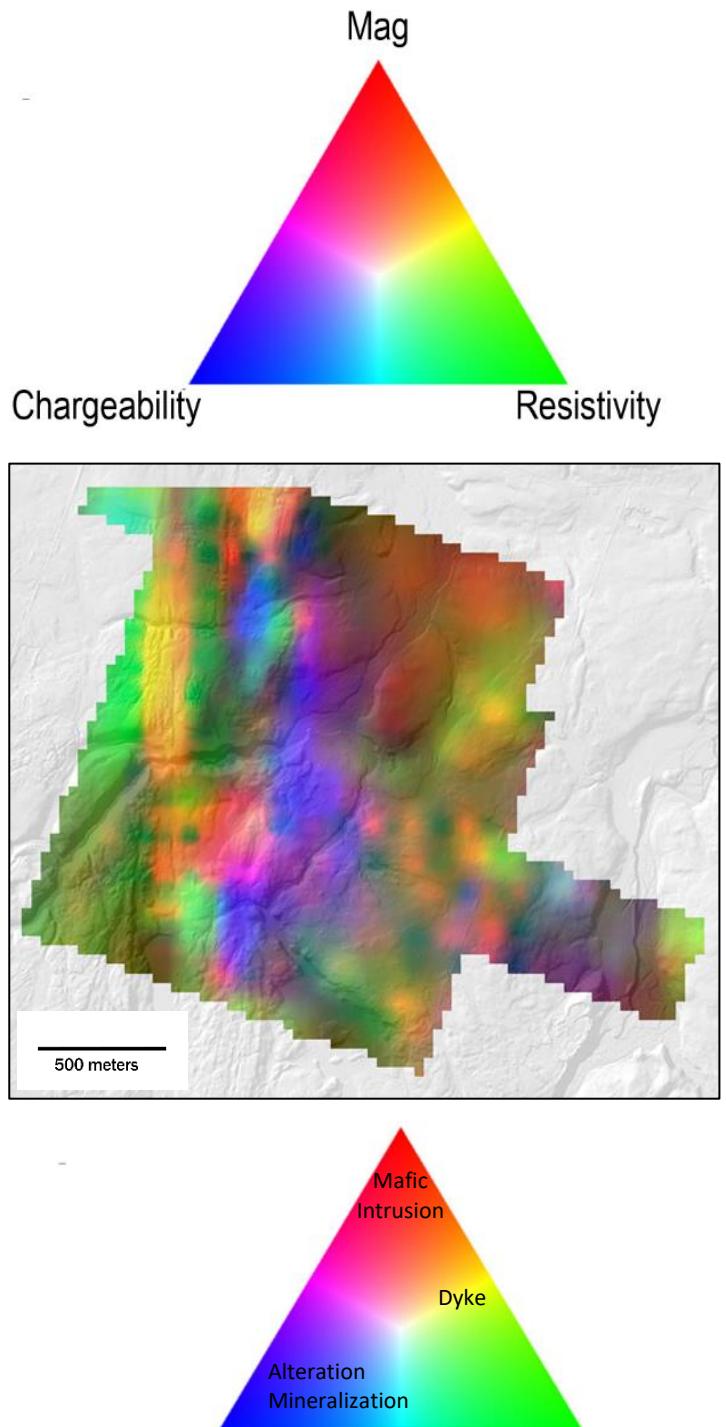 Mag
Chargeability
Resistivity
500 meters
Mafic
Intrusion
Dyke
Alteration
Mineralization